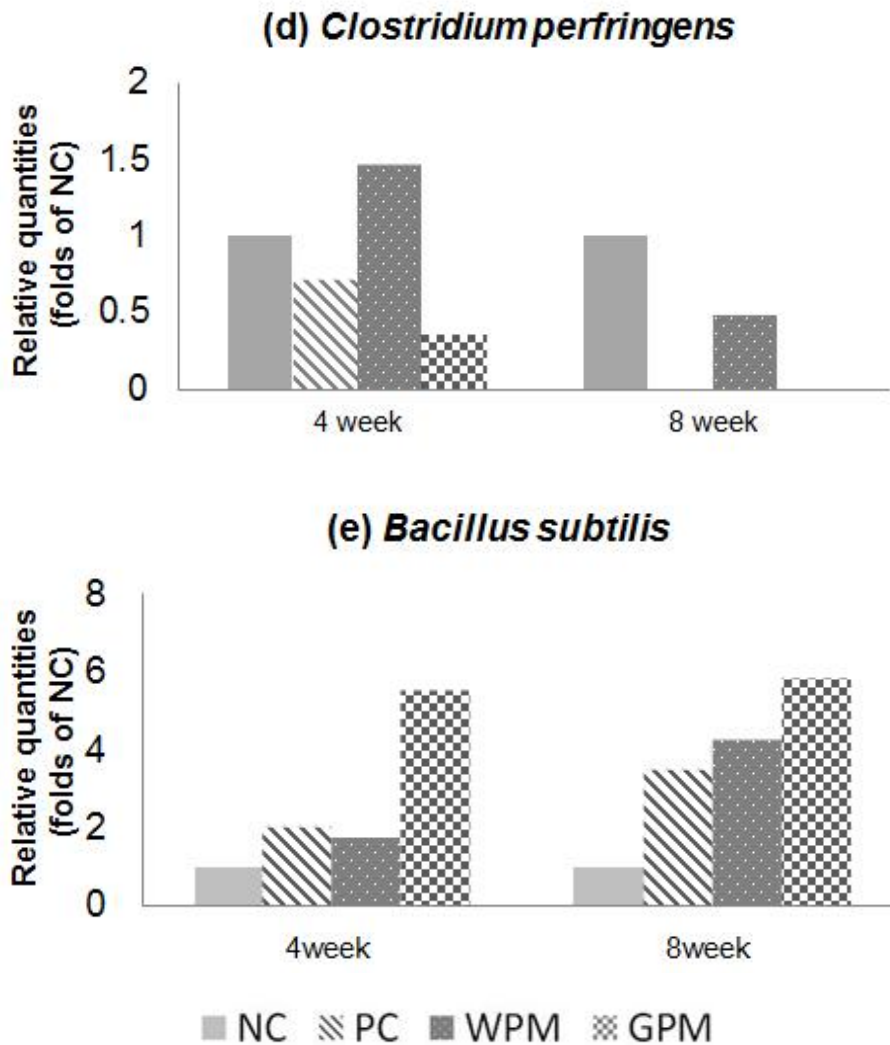 (d) Clostridium perfringens
Relative quantities
(folds of NC)
2
1.5
1
0.5
0
4 week
8 week
(e) Bacillus subtilis
Relative quantities
(folds of NC)
8
6
4
2
0
4week
8week
NC PC WPM GPM